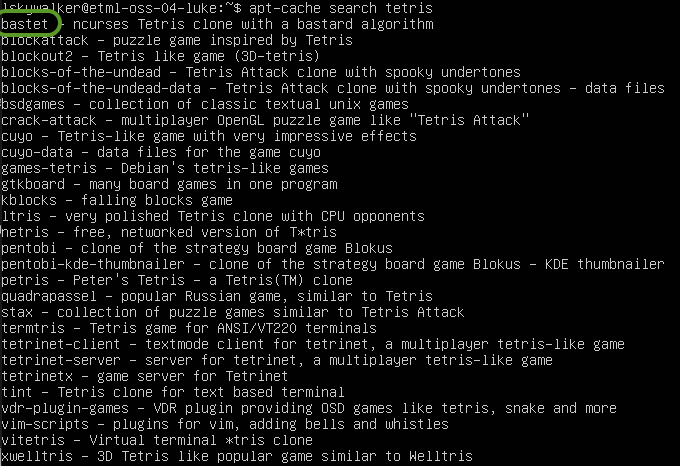 lskywalker@etml-oss-04-luke:~$ apt-cache search tetris
bastet - ncurses Tetris clone with a bastard algorithm
blockattack - puzzle game inspired by Tetris
blockout2 - Tetris like game (3D-tetris)
blocks-of-the-undead - Tetris Attack clone with spooky undertones
blocks-of-the-undead-data - Tetris Attack clone with spooky undertones - data files
bsdgames - collection of classic textual unix games
crack-attack - multiplayer OpenGL puzzle game like "Tetris Attack"
cuyo - Tetris-like game with very impressive effects
cuyo-data - data files for the game cuyo
games-tetris - Debian's tetris-like games
gtkboard - many board games in one program
kblocks - falling blocks game
ltris - very polished Tetris clone with CPU opponents
netris - free, networked version of T*tris
pentobi - clone of the strategy board game Blokus
pentobi-kde-thumbnailer - clone of the strategy board game Blokus - KDE thumbnailer
petris - Peter's Tetris - a Tetris(TM) clone
quadrapassel - popular Russian game, similar to Tetris
stax - collection of puzzle games similar to Tetris Attack
termtris - Tetris game for ANSI/VT220 terminals
tetrinet-client - textmode client for tetrinet, a multiplayer tetris-like game
tetrinet-server - server for tetrinet, a multiplayer tetris-like game
tetrinetx - game server for Tetrinet
tint - Tetris clone for text based terminal
vdr-plugin-games - VDR plugin providing OSD games like tetris, snake and more
vim-scripts - plugins for vim, adding bells and whistles
vitetris - Virtual terminal *tris clone
xwelltris - 3D Tetris like popular game similar to Welltris